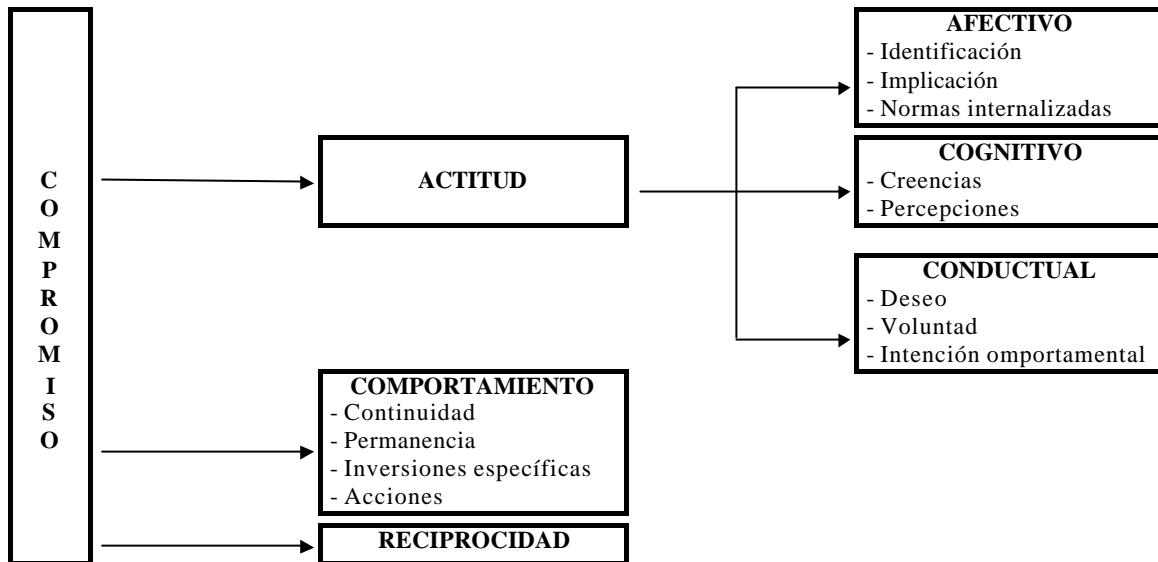 COMPROMISO
ACTITUD
AFECTIVO
- Identificación
- Implicación
- Normas internalizadas
COGNITIVO
- Creencias
- Percepciones
CONDUCTUAL
- Deseo
- Voluntad
- Intención omportamental
COMPORTAMIENTO
- Continuidad
- Permanencia
- Inversiones específicas
- Acciones
RECIPROCIDAD